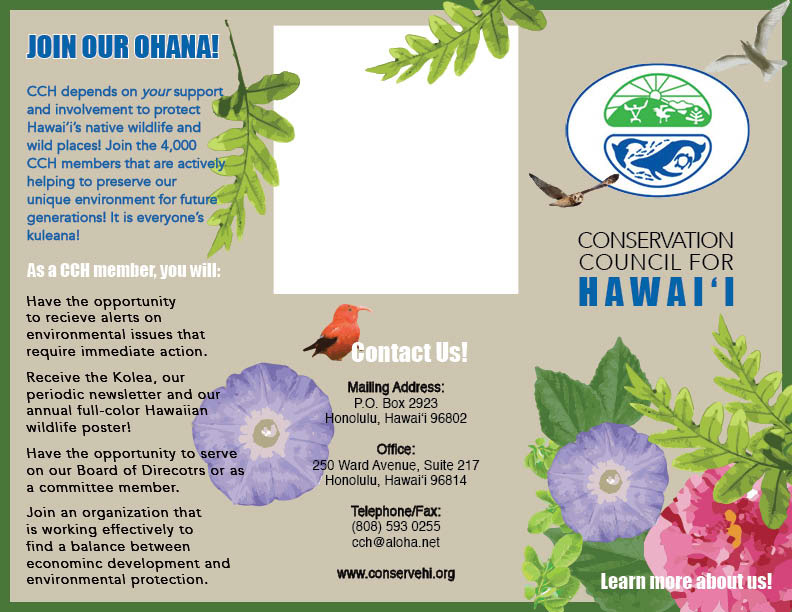 JOIN OUR OHANA!
CCH depends on your support
and involvement to protect
Hawai‘i’s native wildlife and
wild places! Join the 4,000
CCH members that are actively
helping to preserve our
unique environment for future
generations! It is everyone’s
kuleana!
As a CCH member, you will:
Have the opportunity
to recieve alerts on
environmental issues that
require immediate action.
Receive the Kolea, our
periodic newsletter and our
annual full-color Hawaiian
wildlife poster!
Have the opportunity to serve
on our Board of Direcotrs or as
a committee member.
Join an organization that
is working effectively to
find a balance between
econominc development and
environmental protection.
Contact Us!
Mailing Address:
P.O. Box 2923
Honolulu, Hawai‘i 96802
Office:
250 Ward Avenue, Suite 217
Honolulu, Hawai‘i 96814
Telephone/Fax:
(808) 593 0255
cch@aloha.net
www.conservehi.org
CONSERVATION
COUNCIL FOR
HAWAI‘I
Learn more about us!